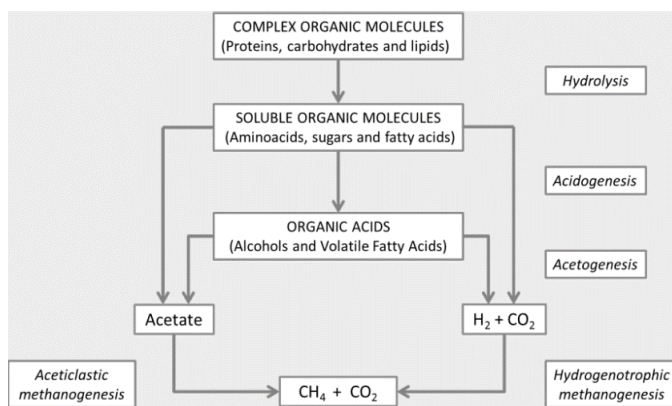 COMPLEX ORGANIC MOLECULES
(Proteins, carbohydrates and lipids)
Hydrolysis
SOLUBLE ORGANIC MOLECULES
(Aminoacids, sugars and fatty acids)
Acidogenesis
ORGANIC ACIDS
(Alcohols and Volatile Fatty Acids)
Acetogenesis
Acetate
H₂ + CO₂
Aceticlastic
methanogenesis
CH₄ + CO₂
Hydrogenotrophic
methanogenesis